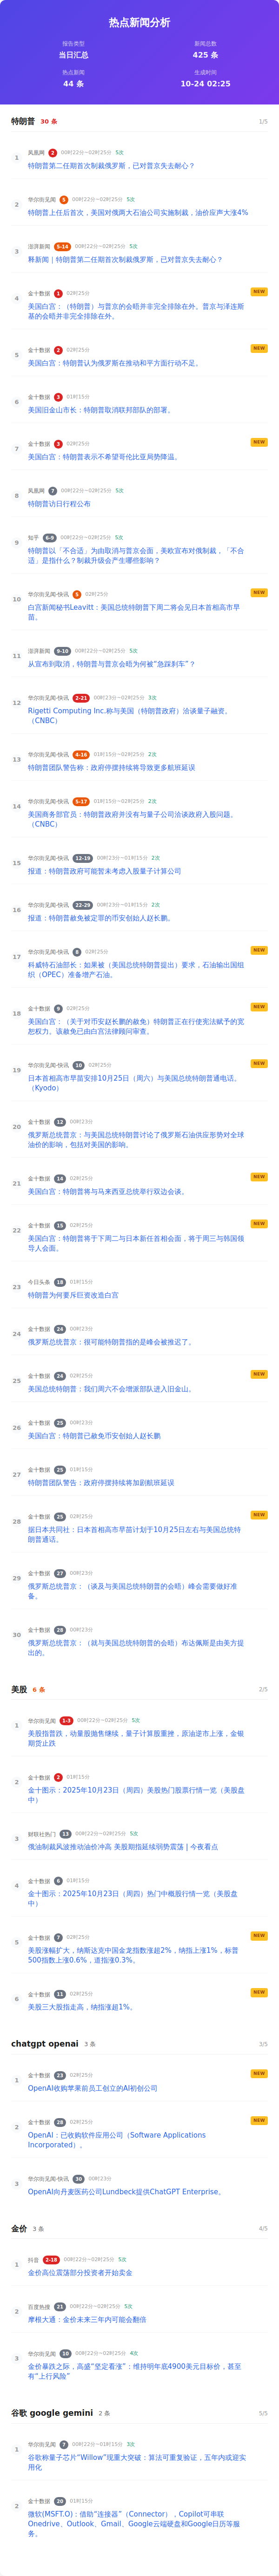 热点新闻分析
报告类型
新闻总数
当日汇总
425 条
热点新闻
生成时间
44 条
10-24 02:25
特朗普 30 条 1/5
1 凤凰网 2 00时22分~02时25分 5次
特朗普第二任期首次制裁俄罗斯，已对普京失去耐心？
2 华尔街见闻 5 00时22分~02时25分 5次
特朗普上任后首次，美国对俄两大石油公司实施制裁，油价应声大涨4%
3 澎湃新闻 5-14 00时22分~02时25分 5次
释新闻｜特朗普第二任期首次制裁俄罗斯，已对普京失去耐心？
4 金十数据 1 02时25分 NEW
美国白宫：（特朗普）与普京的会晤并非完全排除在外。普京与泽连斯
基的会晤并非完全排除在外。
5 金十数据 2 02时25分 NEW
美国白宫：特朗普认为俄罗斯在推动和平方面行动不足。
6 金十数据 3 01时15分
美国旧金山市长：特朗普取消联邦部队的部署。
7 金十数据 3 02时25分 NEW
美国白宫：特朗普表示不希望哥伦比亚局势降温。
8 凤凰网 7 00时22分~02时25分 5次
特朗普访日行程公布
9 知乎 6-9 00时22分~02时25分 5次
特朗普以「不合适」为由取消与普京会面，美欧宣布对俄制裁，「不合
适」是指什么？制裁升级会产生哪些影响？
10 华尔街见闻-快讯 5 02时25分 NEW
白宫新闻秘书Leavitt：美国总统特朗普下周二将会见日本首相高市早
苗。
11 澎湃新闻 9-10 00时22分~02时25分 5次
从宣布到取消，特朗普与普京会晤为何被“急踩刹车”？
12 华尔街见闻-快讯 2-21 00时23分~02时25分 3次
Rigetti Computing Inc.称与美国（特朗普政府）洽谈量子融资。
（CNBC）
13 华尔街见闻-快讯 4-16 01时15分~02时25分 2次
特朗普团队警告称：政府停摆持续将导致更多航班延误
14 华尔街见闻-快讯 5-17 01时15分~02时25分 2次
美国商务部官员：特朗普政府并没有与量子公司洽谈政府入股问题。
（CNBC）
15 华尔街见闻-快讯 12-19 00时23分~01时15分 2次
报道：特朗普政府可能暂未考虑入股量子计算公司
16 华尔街见闻-快讯 22-29 00时23分~01时15分 2次
报道：特朗普赦免被定罪的币安创始人赵长鹏。
17 华尔街见闻-快讯 8 02时25分 NEW
科威特石油部长：如果被（美国总统特朗普提出）要求，石油输出国组
织（OPEC）准备增产石油。
18 金十数据 9 02时25分 NEW
美国白宫：（关于对币安赵长鹏的赦免）特朗普正在行使宪法赋予的宽
恕权力。该赦免已由白宫法律顾问审查。
19 华尔街见闻-快讯 10 02时25分 NEW
日本首相高市早苗安排10月25日（周六）与美国总统特朗普通电话。
（Kyodo）
20 金十数据 12 00时23分
俄罗斯总统普京：与美国总统特朗普讨论了俄罗斯石油供应形势对全球
油价的影响，包括对美国的影响。
21 金十数据 14 02时25分 NEW
美国白宫：特朗普将与马来西亚总统举行双边会谈。
22 金十数据 15 02时25分 NEW
美国白宫：特朗普将于下周二与日本新任首相会面，将于周三与韩国领
导人会面。
23 今日头条 18 01时15分
特朗普为何要斥巨资改造白宫
24 金十数据 24 00时23分
俄罗斯总统普京：很可能特朗普指的是峰会被推迟了。
25 金十数据 24 02时25分 NEW
美国总统特朗普：我们周六不会增派部队进入旧金山。
26 金十数据 25 00时23分
美国白宫：特朗普已赦免币安创始人赵长鹏
27 金十数据 25 01时15分
特朗普团队警告：政府停摆持续将加剧航班延误
28 金十数据 25 02时25分 NEW
据日本共同社：日本首相高市早苗计划于10月25日左右与美国总统特
朗普通话。
29 金十数据 27 00时23分
俄罗斯总统普京：（谈及与美国总统特朗普的会晤）峰会需要做好准
备。
30 金十数据 28 00时23分
俄罗斯总统普京：（就与美国总统特朗普的会晤）布达佩斯是由美方提
出的。
美股 6 条 2/5
1 华尔街见闻 1-3 00时22分~02时25分 5次
美股指普跌，动量股抛售继续，量子计算股重挫，原油逆市上涨，金银
期货止跌
2 金十数据 2 01时15分
金十图示：2025年10月23日（周四）美股热门股票行情一览（美股盘
中）
3 财联社热门 13 00时22分~02时25分 5次
俄油制裁风波推动油价冲高 美股期指延续弱势震荡 | 今夜看点
4 金十数据 6 01时15分
金十图示：2025年10月23日（周四）热门中概股行情一览（美股盘
中）
5 金十数据 7 02时25分 NEW
美股涨幅扩大，纳斯达克中国金龙指数涨超2%，纳指上涨1%，标普
500指数上涨0.6%，道指涨0.3%。
6 金十数据 11 02时25分 NEW
美股三大股指走高，纳指涨超1%。
chatgpt openai 3 条 3/5
1 金十数据 23 02时25分 NEW
OpenAI收购苹果前员工创立的AI初创公司
2 金十数据 28 02时25分 NEW
OpenAI：已收购软件应用公司（Software Applications
Incorporated）。
3 华尔街见闻-快讯 30 00时23分
OpenAI向丹麦医药公司Lundbeck提供ChatGPT Enterprise。
金价 3 条 4/5
1 抖音 2-18 00时22分~02时25分 5次
金价高位震荡部分投资者开始卖金
2 百度热搜 21 00时22分~02时25分 5次
摩根大通：金价未来三年内可能会翻倍
3 华尔街见闻 10 00时22分~02时25分 4次
金价暴跌之际，高盛“坚定看涨”：维持明年底4900美元目标价，甚至
有“上行风险”
谷歌 google gemini 2 条 5/5
1 华尔街见闻 7 00时22分~01时15分 3次
谷歌称量子芯片“Willow”现重大突破：算法可重复验证，五年内或迎实
用化
2 金十数据 20 01时15分
微软(MSFT.O)：借助“连接器”（Connector），Copilot可串联
Onedrive、Outlook、Gmail、Google云端硬盘和Google日历等服
务。